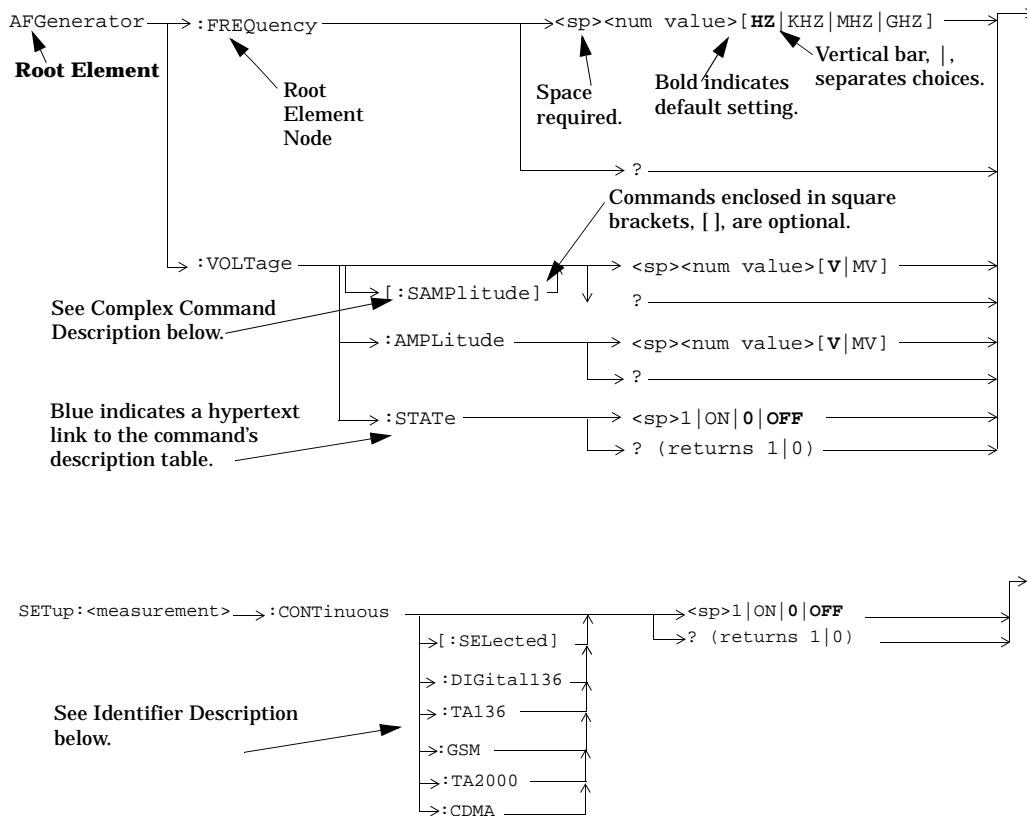 AFGenerator :FREQuency <sp><num value>[HZ|KHZ|MHZ|GHZ]
Root Element
Root
Element
Node
Space
required.
Bold indicates
default setting.
Vertical bar, |,
separates choices.
?
Commands enclosed in square
brackets, [ ], are optional.
:VOLTage <sp><num value>[V|MV]
[:SAMPlitude] ?
See Complex Command
Description below.
:AMPLitude <sp><num value>[V|MV]
?
Blue indicates a hypertext
link to the command's
description table.
:STATe <sp>1|ON|0|OFF
? (returns 1|0)
SETup:<measurement> :CONTinuous <sp>1|ON|0|OFF
? (returns 1|0)
[:SELected]
:DIGital136
:TA136
:GSM
:TA2000
:CDMA
See Identifier Description
below.